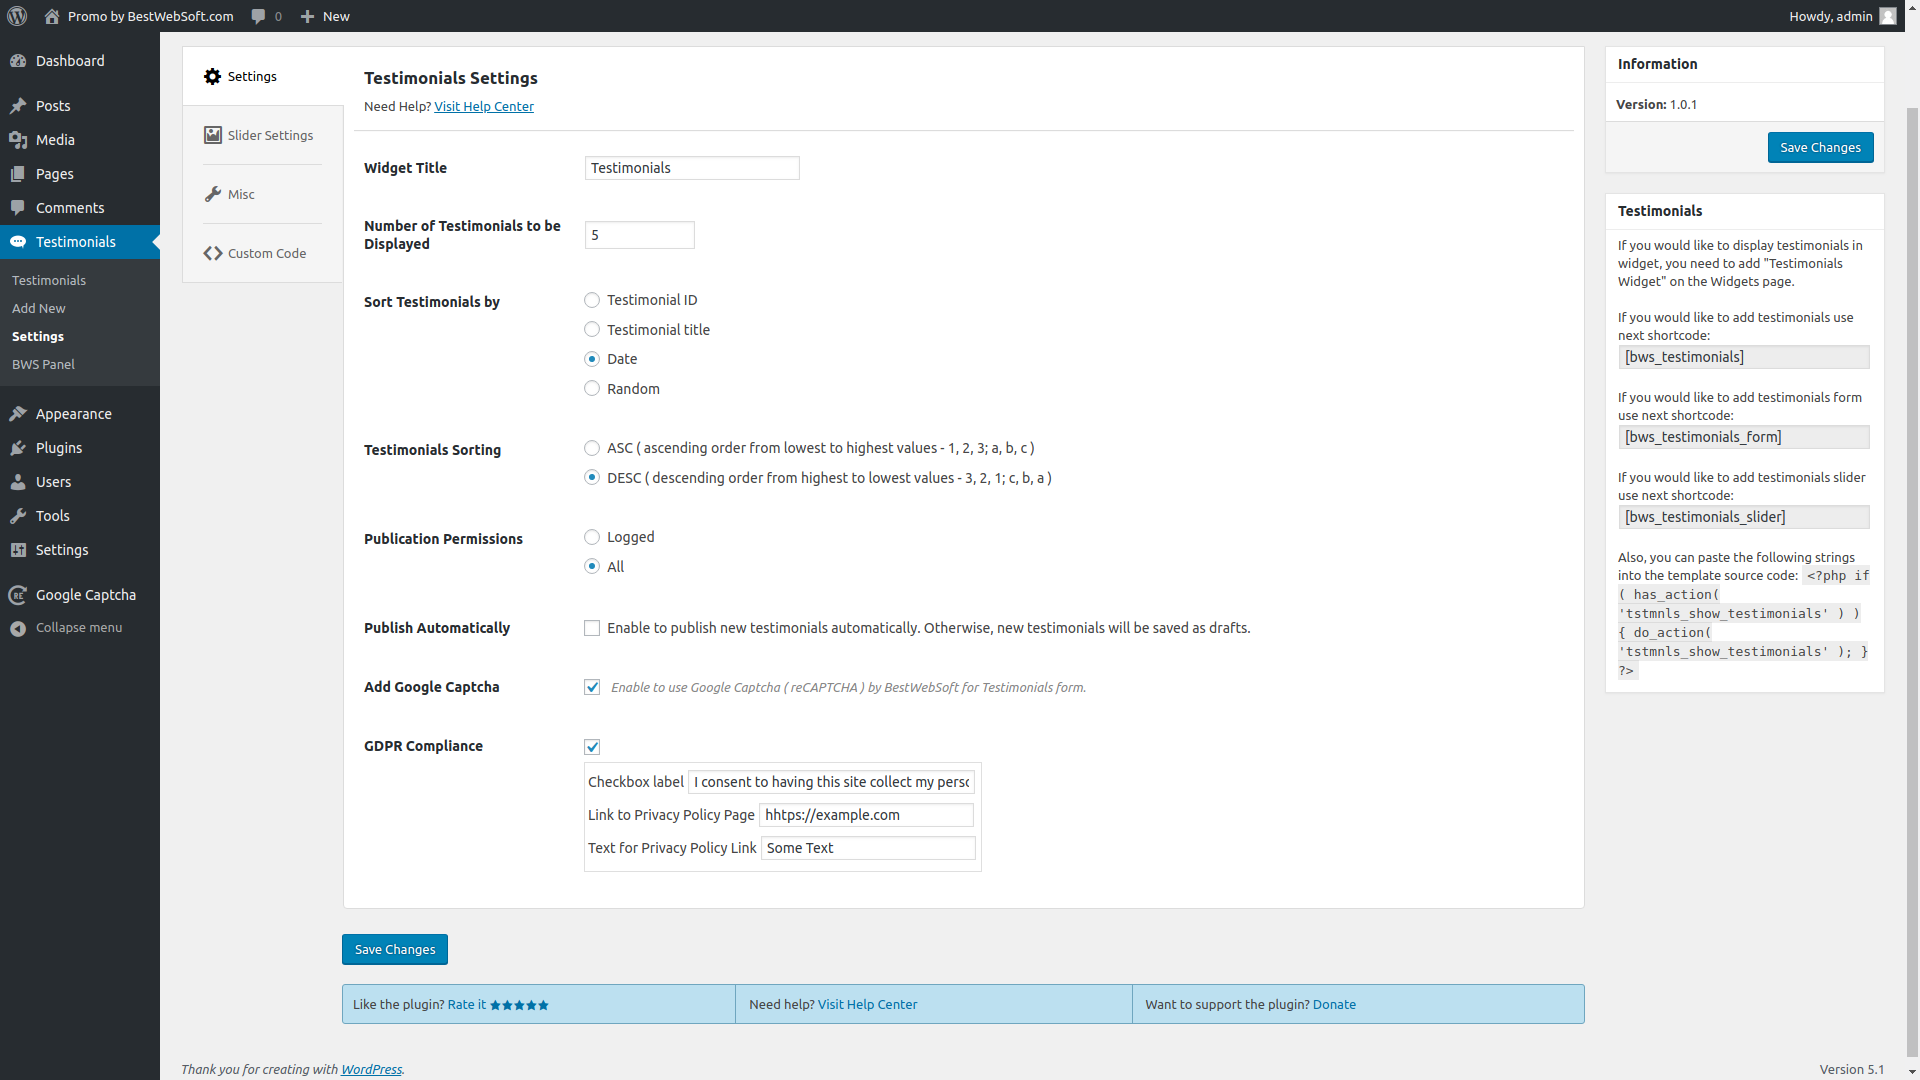 Promo by BestWebSoft.com
0
New
Howdy, admin
Dashboard
Posts
Media
Pages
Comments
Testimonials
Testimonials
Add New
Settings
BWS Panel
Appearance
Plugins
Users
Tools
Settings
Google Captcha
Collapse menu
Settings
Slider Settings
Misc
Custom Code
Testimonials Settings
Need Help? Visit Help Center
Widget Title
Testimonials
Number of Testimonials to be
Displayed
5
Sort Testimonials by
Testimonial ID
Testimonial title
Date
Random
Testimonials Sorting
ASC ( ascending order from lowest to highest values - 1, 2, 3; a, b, c )
DESC ( descending order from highest to lowest values - 3, 2, 1; c, b, a )
Publication Permissions
Logged
All
Publish Automatically
Enable to publish new testimonials automatically. Otherwise, new testimonials will be saved as drafts.
Add Google Captcha
Enable to use Google Captcha ( reCAPTCHA ) by BestWebSoft for Testimonials form.
GDPR Compliance
Checkbox label I consent to having this site collect my perso
Link to Privacy Policy Page hhtps://example.com
Text for Privacy Policy Link Some Text
Save Changes
Like the plugin? Rate it ★★★★★
Need help? Visit Help Center
Want to support the plugin? Donate
Thank you for creating with WordPress.
Version 5.1
Information
Version: 1.0.1
Save Changes
Testimonials
If you would like to display testimonials in
widget, you need to add "Testimonials
Widget" on the Widgets page.
If you would like to add testimonials use
next shortcode:
[bws_testimonials]
If you would like to add testimonials form
use next shortcode:
[bws_testimonials_form]
If you would like to add testimonials slider
use next shortcode:
[bws_testimonials_slider]
Also, you can paste the following strings
into the template source code: <?php if
( has_action(
'tstmnls_show_testimonials' ) )
{ do_action(
'tstmnls_show_testimonials' ); }
?>